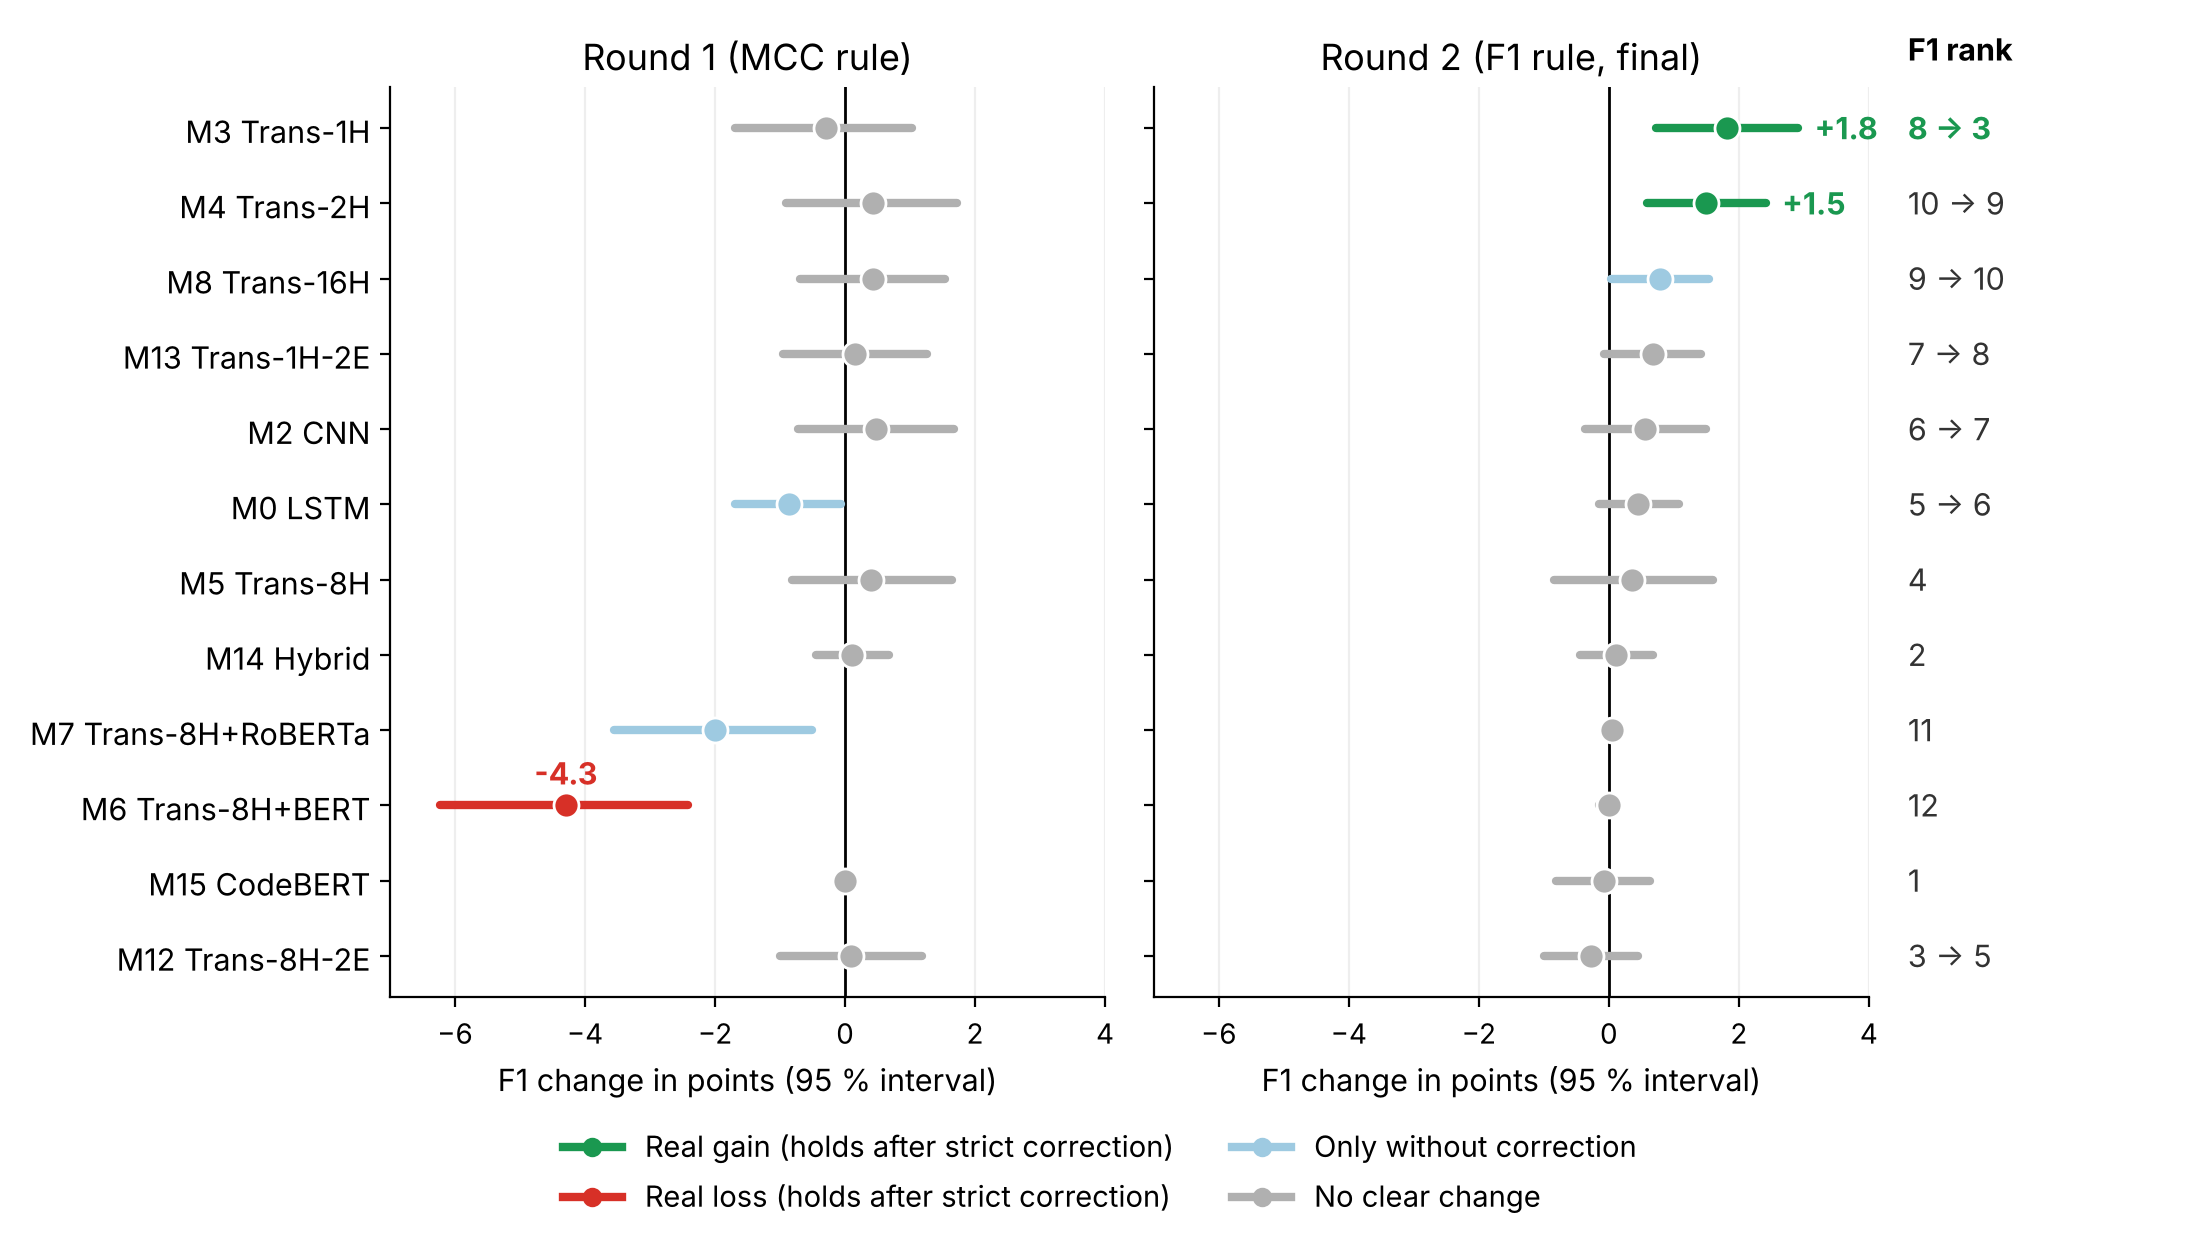 Round 1 (MCC rule)
Round 2 (F1 rule, final)
F1 rank
M3 Trans-1H
+1.8
8 → 3
M4 Trans-2H
+1.5
10 → 9
M8 Trans-16H
9 → 10
M13 Trans-1H-2E
7 → 8
M2 CNN
6 → 7
M0 LSTM
5 → 6
M5 Trans-8H
4
M14 Hybrid
2
M7 Trans-8H+RoBERTa
11
-4.3
M6 Trans-8H+BERT
12
M15 CodeBERT
1
M12 Trans-8H-2E
3 → 5
−6 −4 −2 0 2 4
−6 −4 −2 0 2 4
F1 change in points (95 % interval)
F1 change in points (95 % interval)
Real gain (holds after strict correction)
Only without correction
Real loss (holds after strict correction)
No clear change